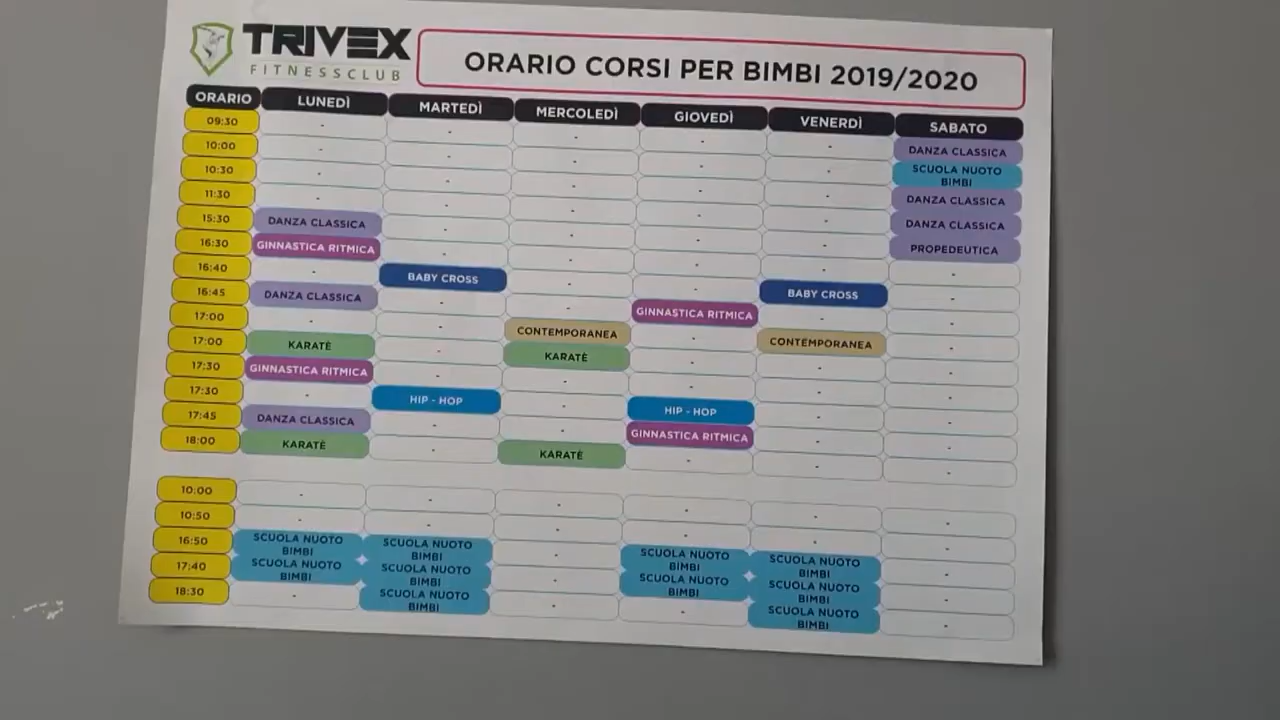 TRIVEX
FITNESSCLUB
ORARIO CORSI PER BIMBI 2019/2020
ORARIO LUNEDÌ MARTEDÌ MERCOLEDÌ GIOVEDÌ VENERDÌ SABATO
09:30 - - - - - DANZA CLASSICA
10:00 - - - - - SCUOLA NUOTO BIMBI
10:30 - - - - - DANZA CLASSICA
11:30 - - - - - DANZA CLASSICA
15:30 DANZA CLASSICA - - - - PROPEDEUTICA
16:30 GINNASTICA RITMICA - - - - -
16:40 - BABY CROSS - - BABY CROSS -
16:45 DANZA CLASSICA - - GINNASTICA RITMICA - -
17:00 - - CONTEMPORANEA - CONTEMPORANEA -
17:00 KARATÈ - KARATÈ - - -
17:30 GINNASTICA RITMICA - - - - -
17:30 - HIP - HOP - HIP - HOP - -
17:45 DANZA CLASSICA - - GINNASTICA RITMICA - -
18:00 KARATÈ - KARATÈ - - -
10:00 - - - - - -
10:50 - - - - - -
16:50 SCUOLA NUOTO BIMBI SCUOLA NUOTO BIMBI - SCUOLA NUOTO BIMBI SCUOLA NUOTO BIMBI -
17:40 SCUOLA NUOTO BIMBI SCUOLA NUOTO BIMBI - SCUOLA NUOTO BIMBI SCUOLA NUOTO BIMBI -
18:30 - SCUOLA NUOTO BIMBI - - SCUOLA NUOTO BIMBI -